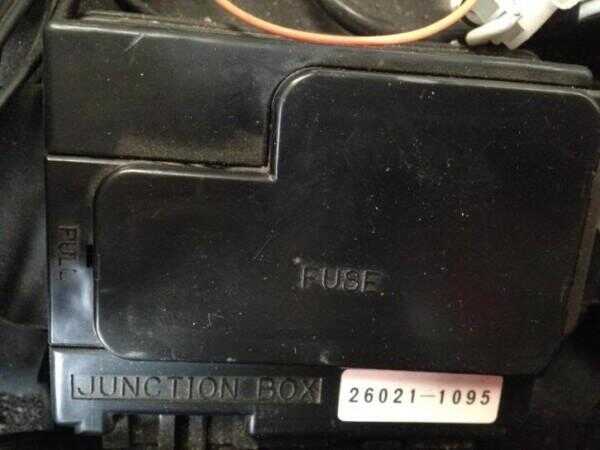 PULL
FUSE
JUNCTION BOX
26021-1095